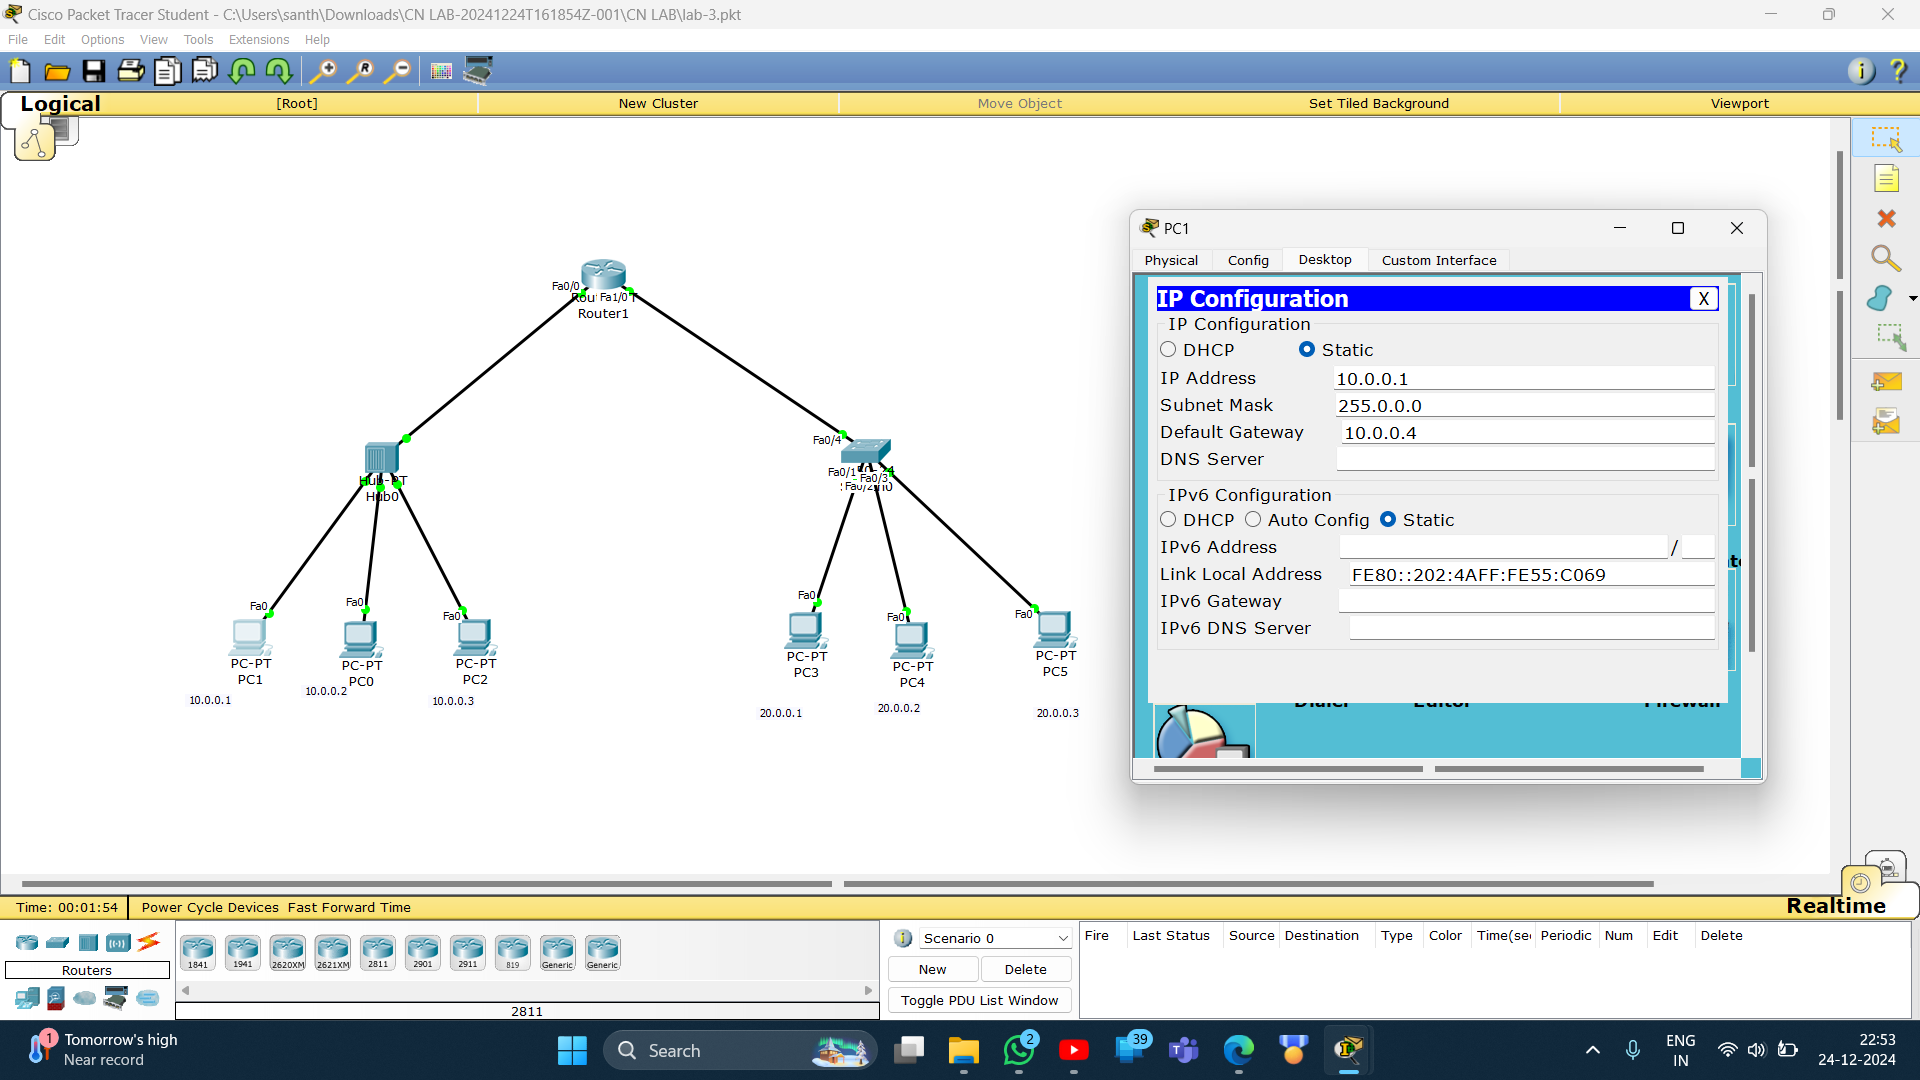 Cisco Packet Tracer Student - C:\Users\santh\Downloads\CN LAB-20241224T161854Z-001\CN LAB\lab-3.pkt
File Edit Options View Tools Extensions Help
Logical [Root] New Cluster Move Object Set Tiled Background Viewport
Fa0/0
Fa1/0
Router1
Fa0/4
Fa0/1
Fa0/3
Fa0/2
Hub-PT
Hub0
Fa0 Fa0 Fa0 Fa0 Fa0 Fa0
PC-PT
PC1
10.0.0.1
PC-PT
PC0
10.0.0.2
PC-PT
PC2
10.0.0.3
PC-PT
PC3
20.0.0.1
PC-PT
PC4
20.0.0.2
PC-PT
PC5
20.0.0.3
PC1
Physical Config Desktop Custom Interface
IP Configuration X
IP Configuration
DHCP Static
IP Address 10.0.0.1
Subnet Mask 255.0.0.0
Default Gateway 10.0.0.4
DNS Server
IPv6 Configuration
DHCP Auto Config Static
IPv6 Address /
Link Local Address FE80::202:4AFF:FE55:C069
IPv6 Gateway
IPv6 DNS Server
Dialer Editor Firewall
Time: 00:01:54 Power Cycle Devices Fast Forward Time
Realtime
Routers
1841 1941 2620XM 2621XM 2811 2901 2911 819 Generic Generic
2811
Scenario 0
New Delete
Toggle PDU List Window
Fire Last Status Source Destination Type Color Time(sec Periodic Num Edit Delete
1
Tomorrow's high
Near record
Search
2
39
ENG
IN
22:53
24-12-2024